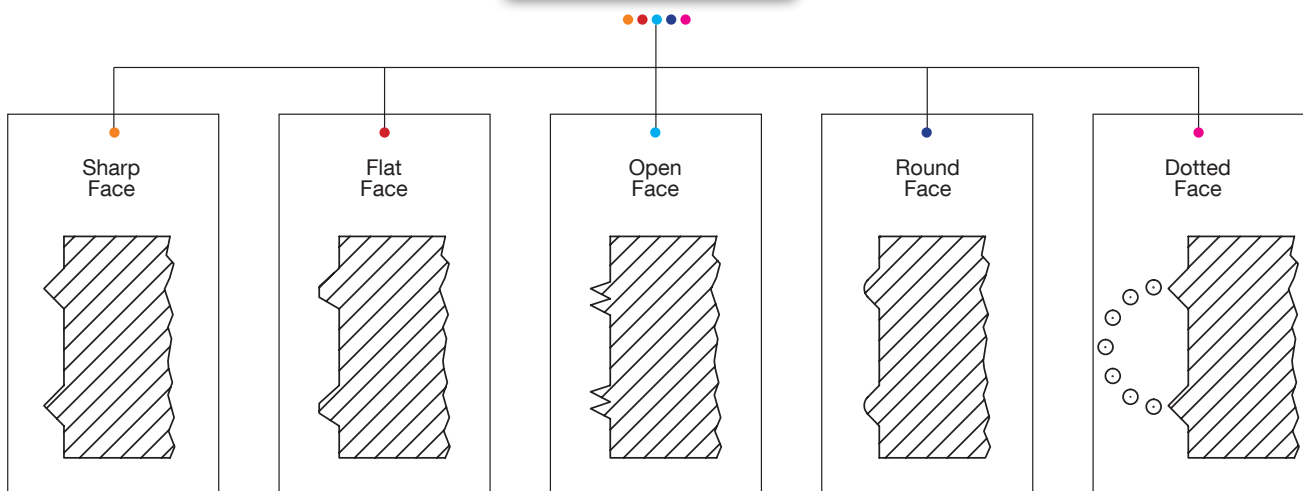 Sharp
Face
Flat
Face
Open
Face
Round
Face
Dotted
Face